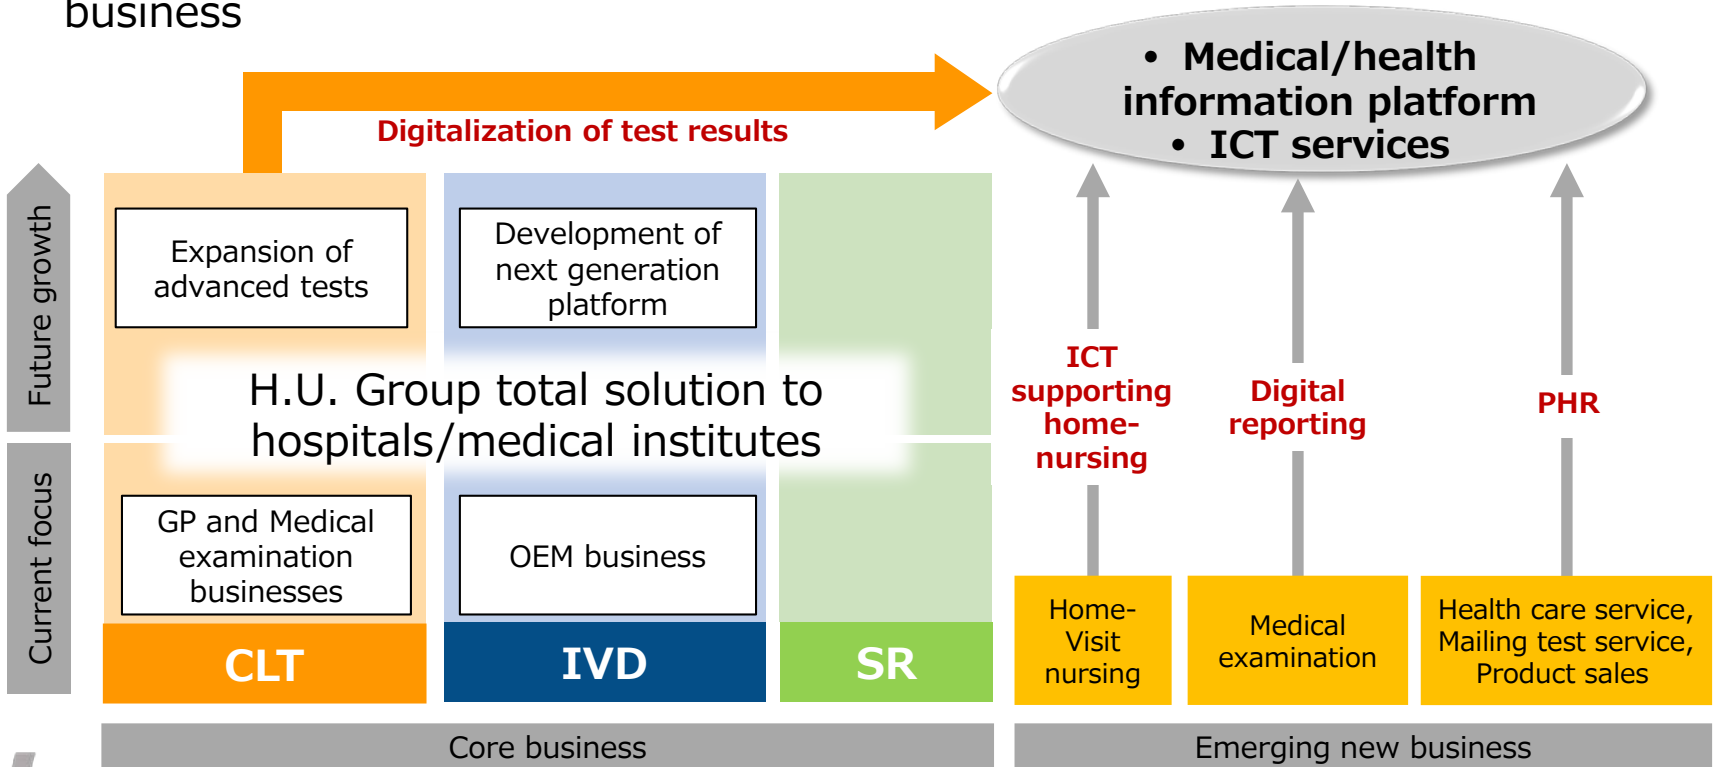 business
• Medical/health
information platform
• ICT services
Digitalization of test results
Future growth
Expansion of
advanced tests
Development of
next generation
platform
H.U. Group total solution to
hospitals/medical institutes
ICT
supporting
home-
nursing
Digital
reporting
PHR
Current focus
GP and Medical
examination
businesses
OEM business
CLT
IVD
SR
Home-
Visit
nursing
Medical
examination
Health care service,
Mailing test service,
Product sales
Core business
Emerging new business